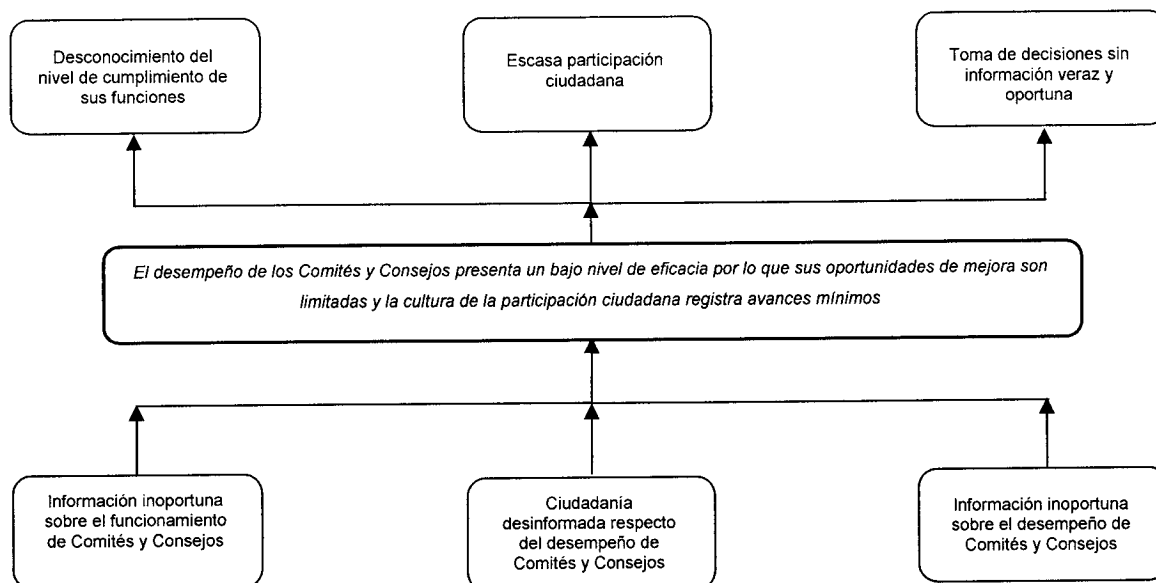 Desconocimiento del
nivel de cumplimiento de
sus funciones
Escasa participación
ciudadana
Toma de decisiones sin
información veraz y
oportuna
El desempeño de los Comités y Consejos presenta un bajo nivel de eficacia por lo que sus oportunidades de mejora son
limitadas y la cultura de la participación ciudadana registra avances mínimos
Información inoportuna
sobre el funcionamiento
de Comités y Consejos
Ciudadanía
desinformada respecto
del desempeño de
Comités y Consejos
Información inoportuna
sobre el desempeño de
Comités y Consejos